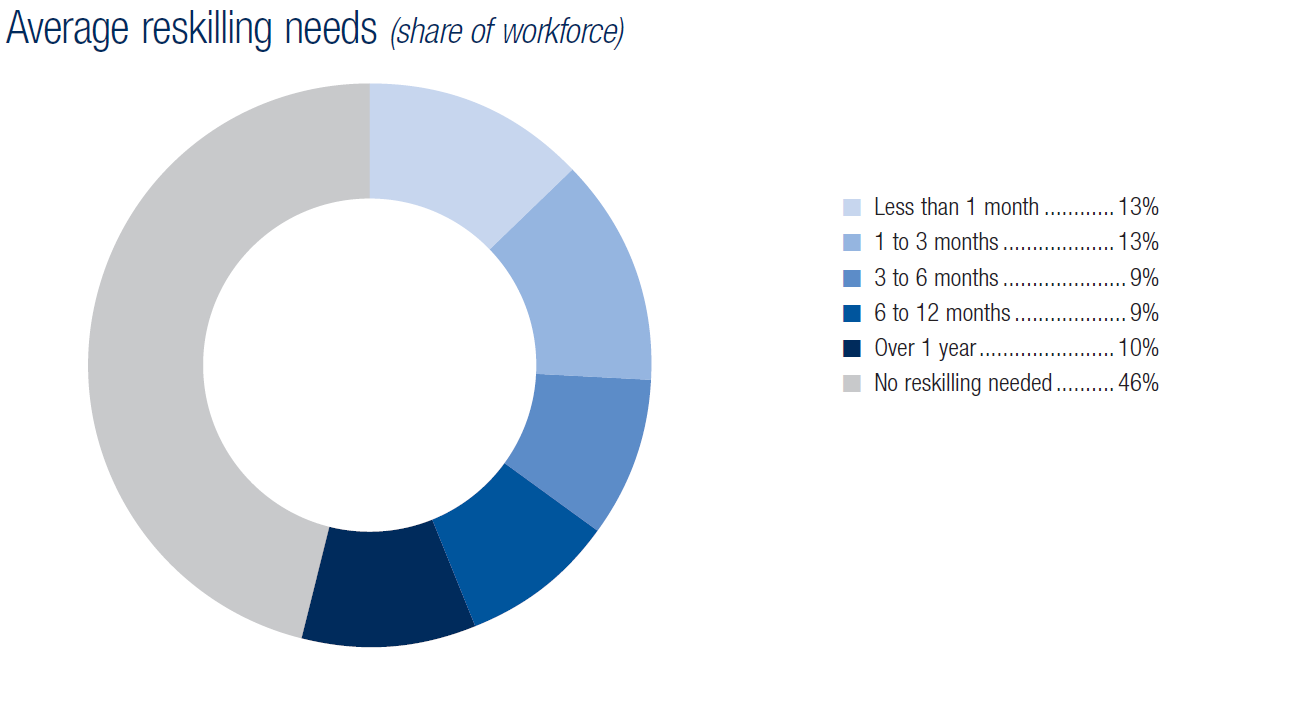 Average reskilling needs (share of workforce)
Less than 1 month ............ 13%
1 to 3 months ................... 13%
3 to 6 months ..................... 9%
6 to 12 months ................... 9%
Over 1 year ....................... 10%
No reskilling needed .......... 46%